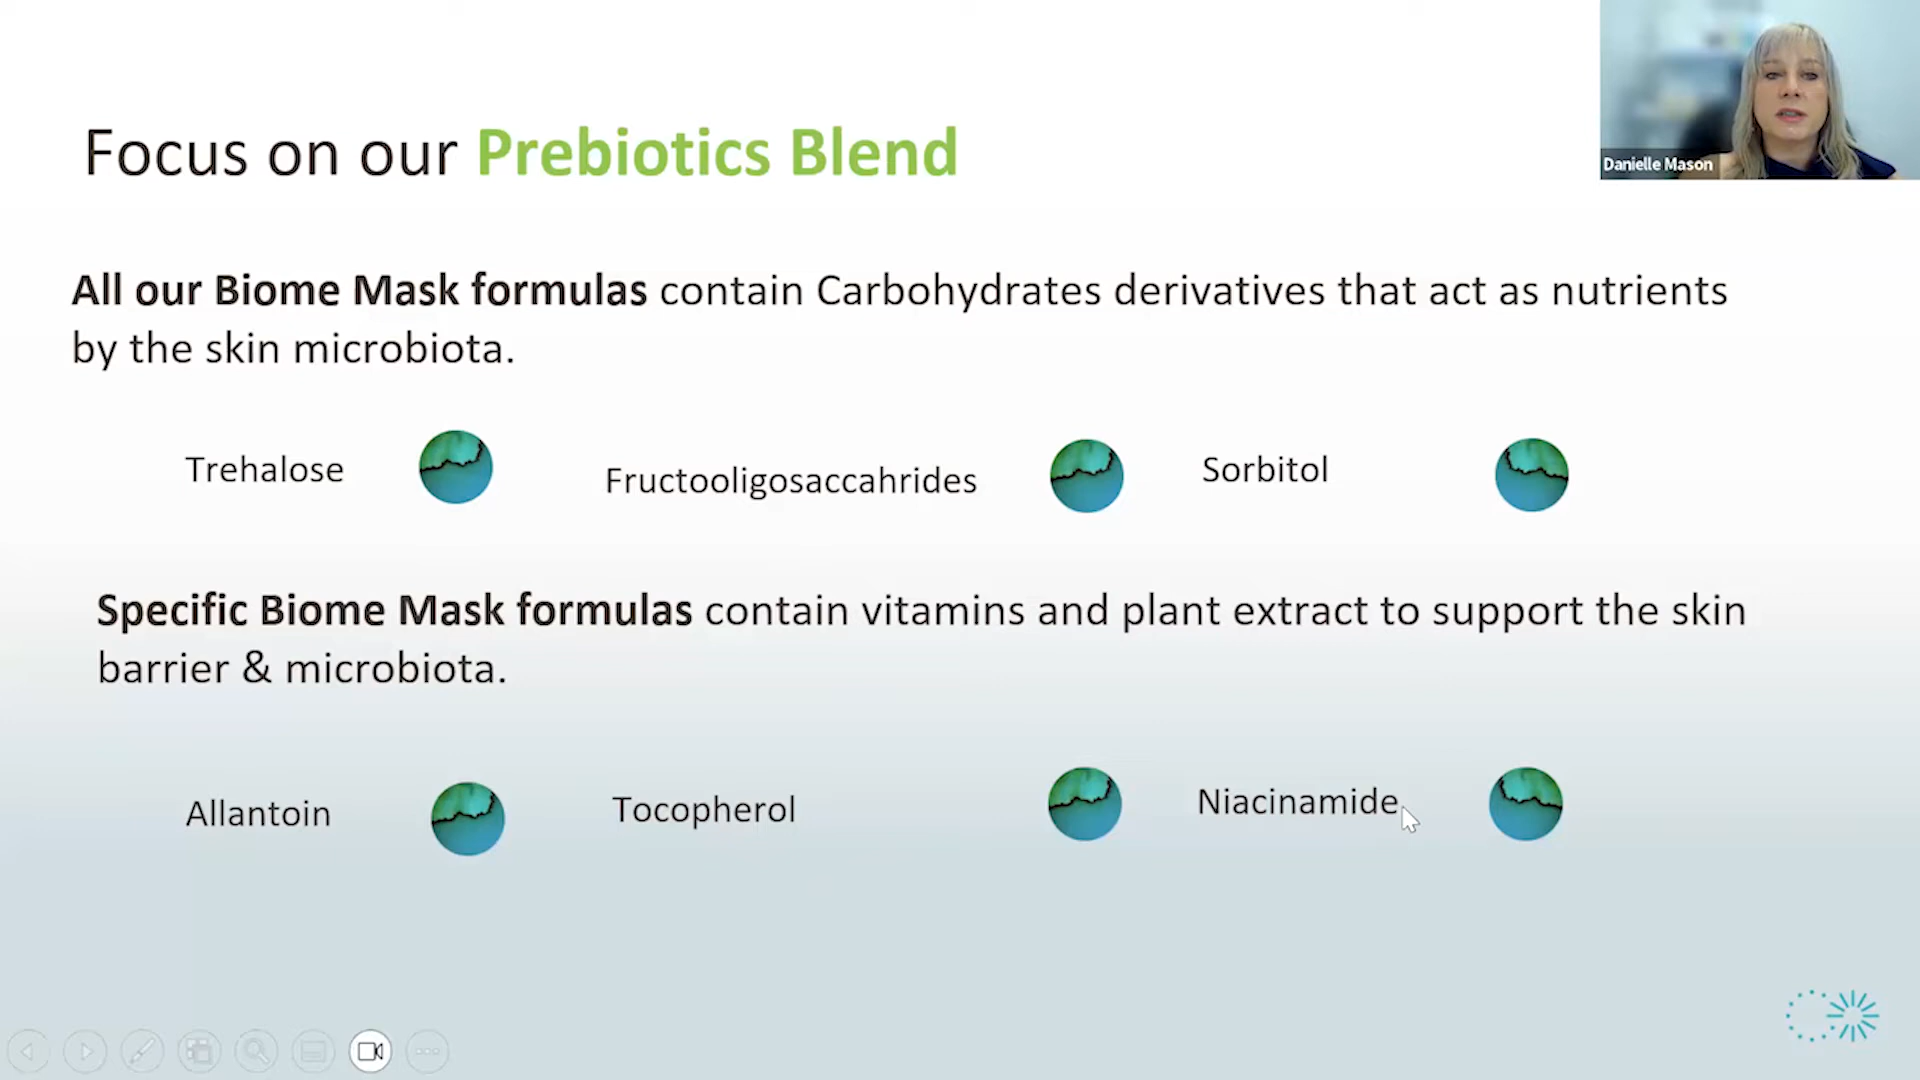 Focus on our Prebiotics Blend
Danielle Mason
All our Biome Mask formulas contain Carbohydrates derivatives that act as nutrients
by the skin microbiota.
Trehalose
Fructooligosaccahrides
Sorbitol
Specific Biome Mask formulas contain vitamins and plant extract to support the skin
barrier & microbiota.
Allantoin
Tocopherol
Niacinamide